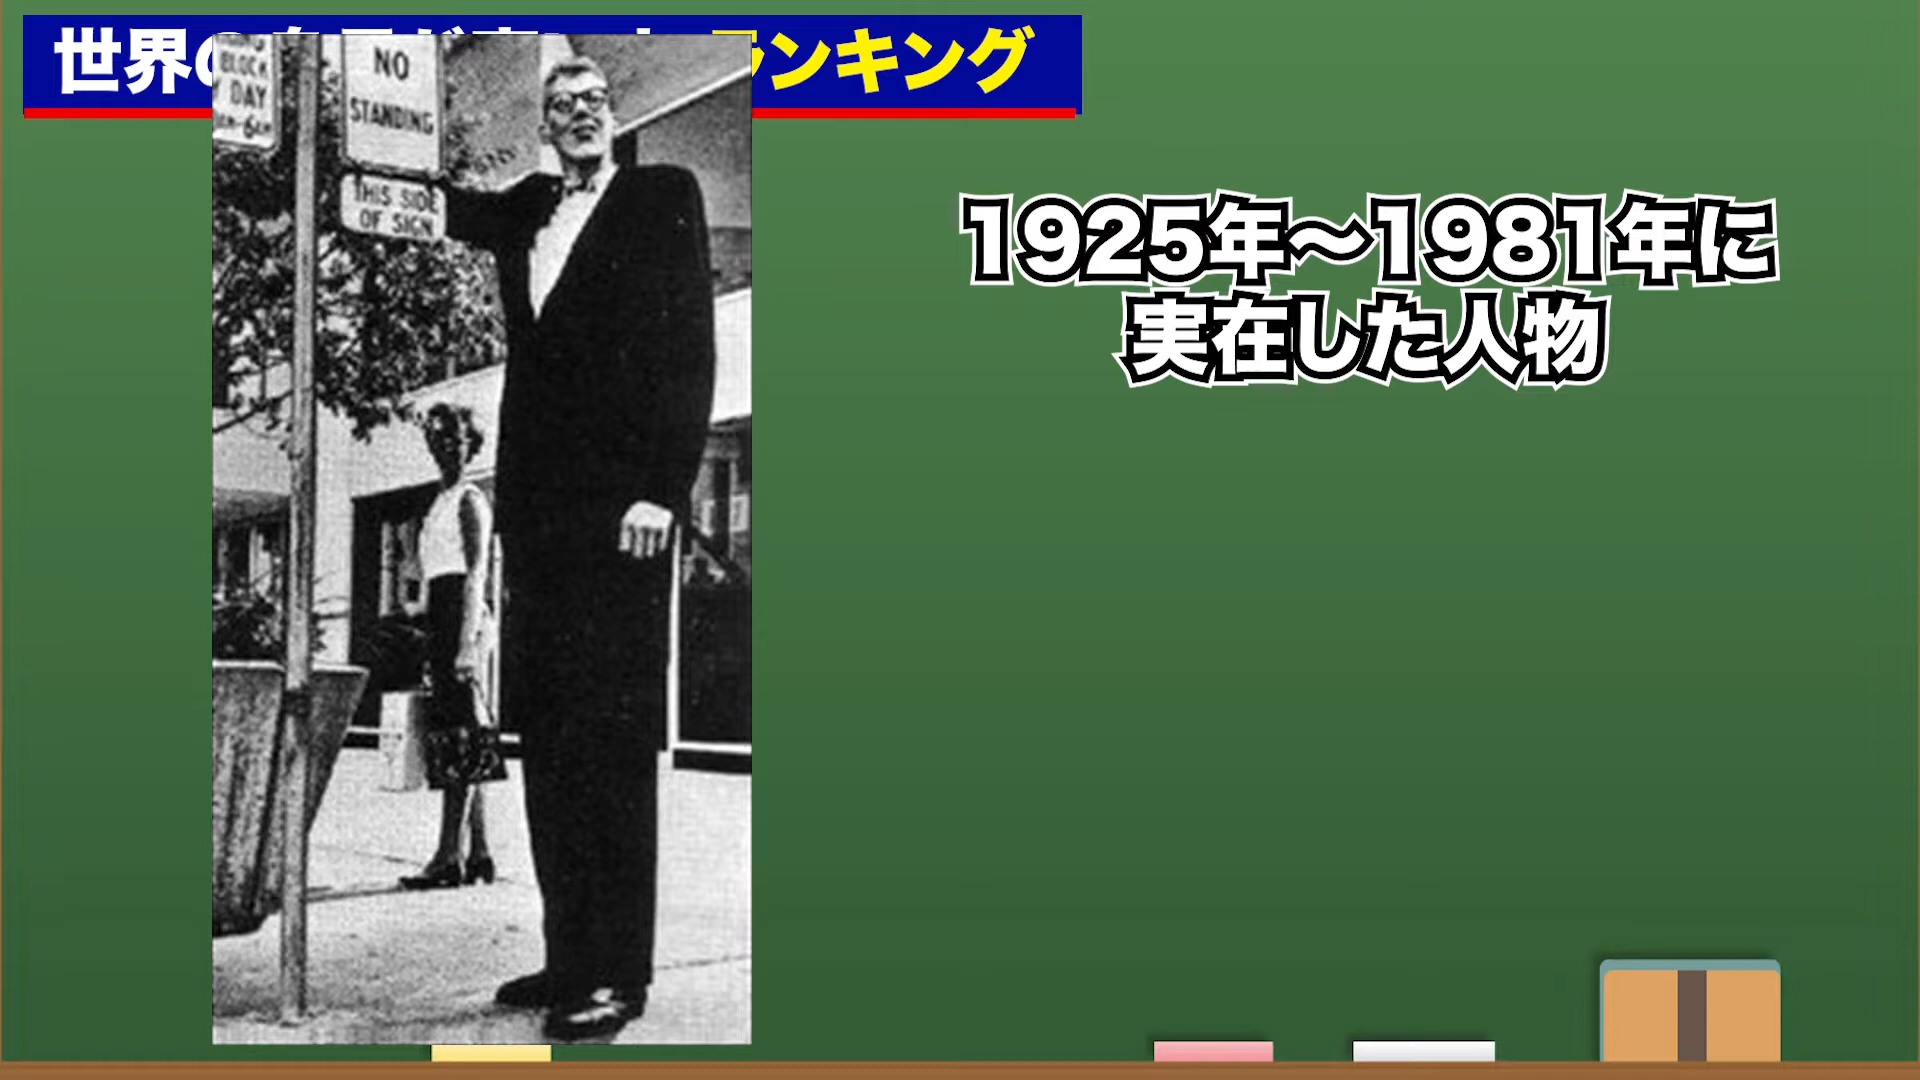 世界の
ランキング
BLOCK
DAY
NO
STANDING
THIS SIDE
OF SIGN
1925年〜1981年に
実在した人物